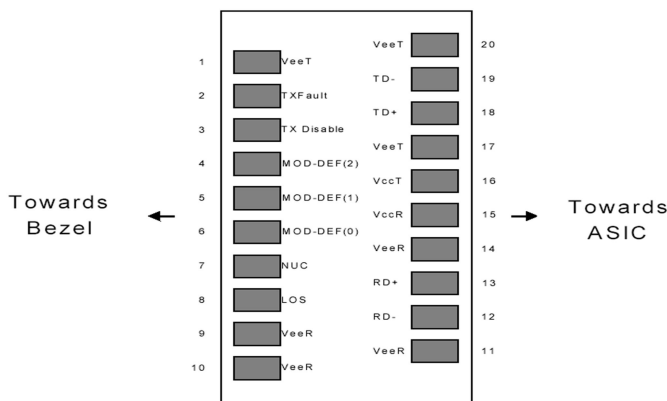 VeeT 20
1 VeeT
TD- 19
2 TXFault
TD+ 18
3 TX Disable
VeeT 17
4 MOD-DEF(2)
VccT 16
5 MOD-DEF(1)
Towards
Bezel
VccR 15
Towards
ASIC
6 MOD-DEF(0)
VeeR 14
7 NUC
RD+ 13
8 LOS
RD- 12
9 VeeR
VeeR 11
10 VeeR